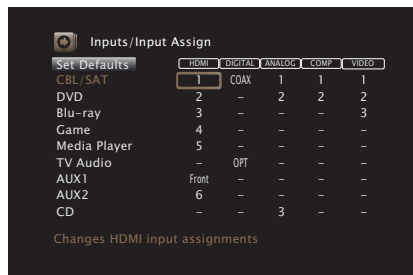 Inputs/Input Assign
Set Defaults HDMI DIGITAL ANALOG COMP VIDEO
CBL/SAT 1 COAX 1 1 1
DVD 2 – 2 2 2
Blu-ray 3 – – – 3
Game 4 – – – –
Media Player 5 – – – –
TV Audio – OPT – – –
AUX1 Front – – – –
AUX2 6 – – – –
CD – – 3 – –
Changes HDMI input assignments